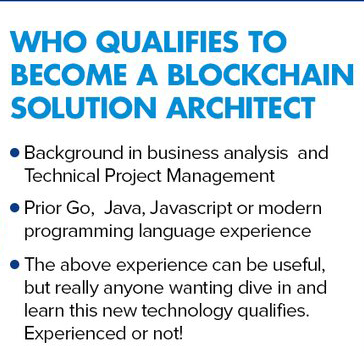 WHO QUALIFIES TO
BECOME A BLOCKCHAIN
SOLUTION ARCHITECT
• Background in business analysis and
Technical Project Management
• Prior Go, Java, Javascript or modern
programming language experience
• The above experience can be useful,
but really anyone wanting dive in and
learn this new technology qualifies.
Experienced or not!